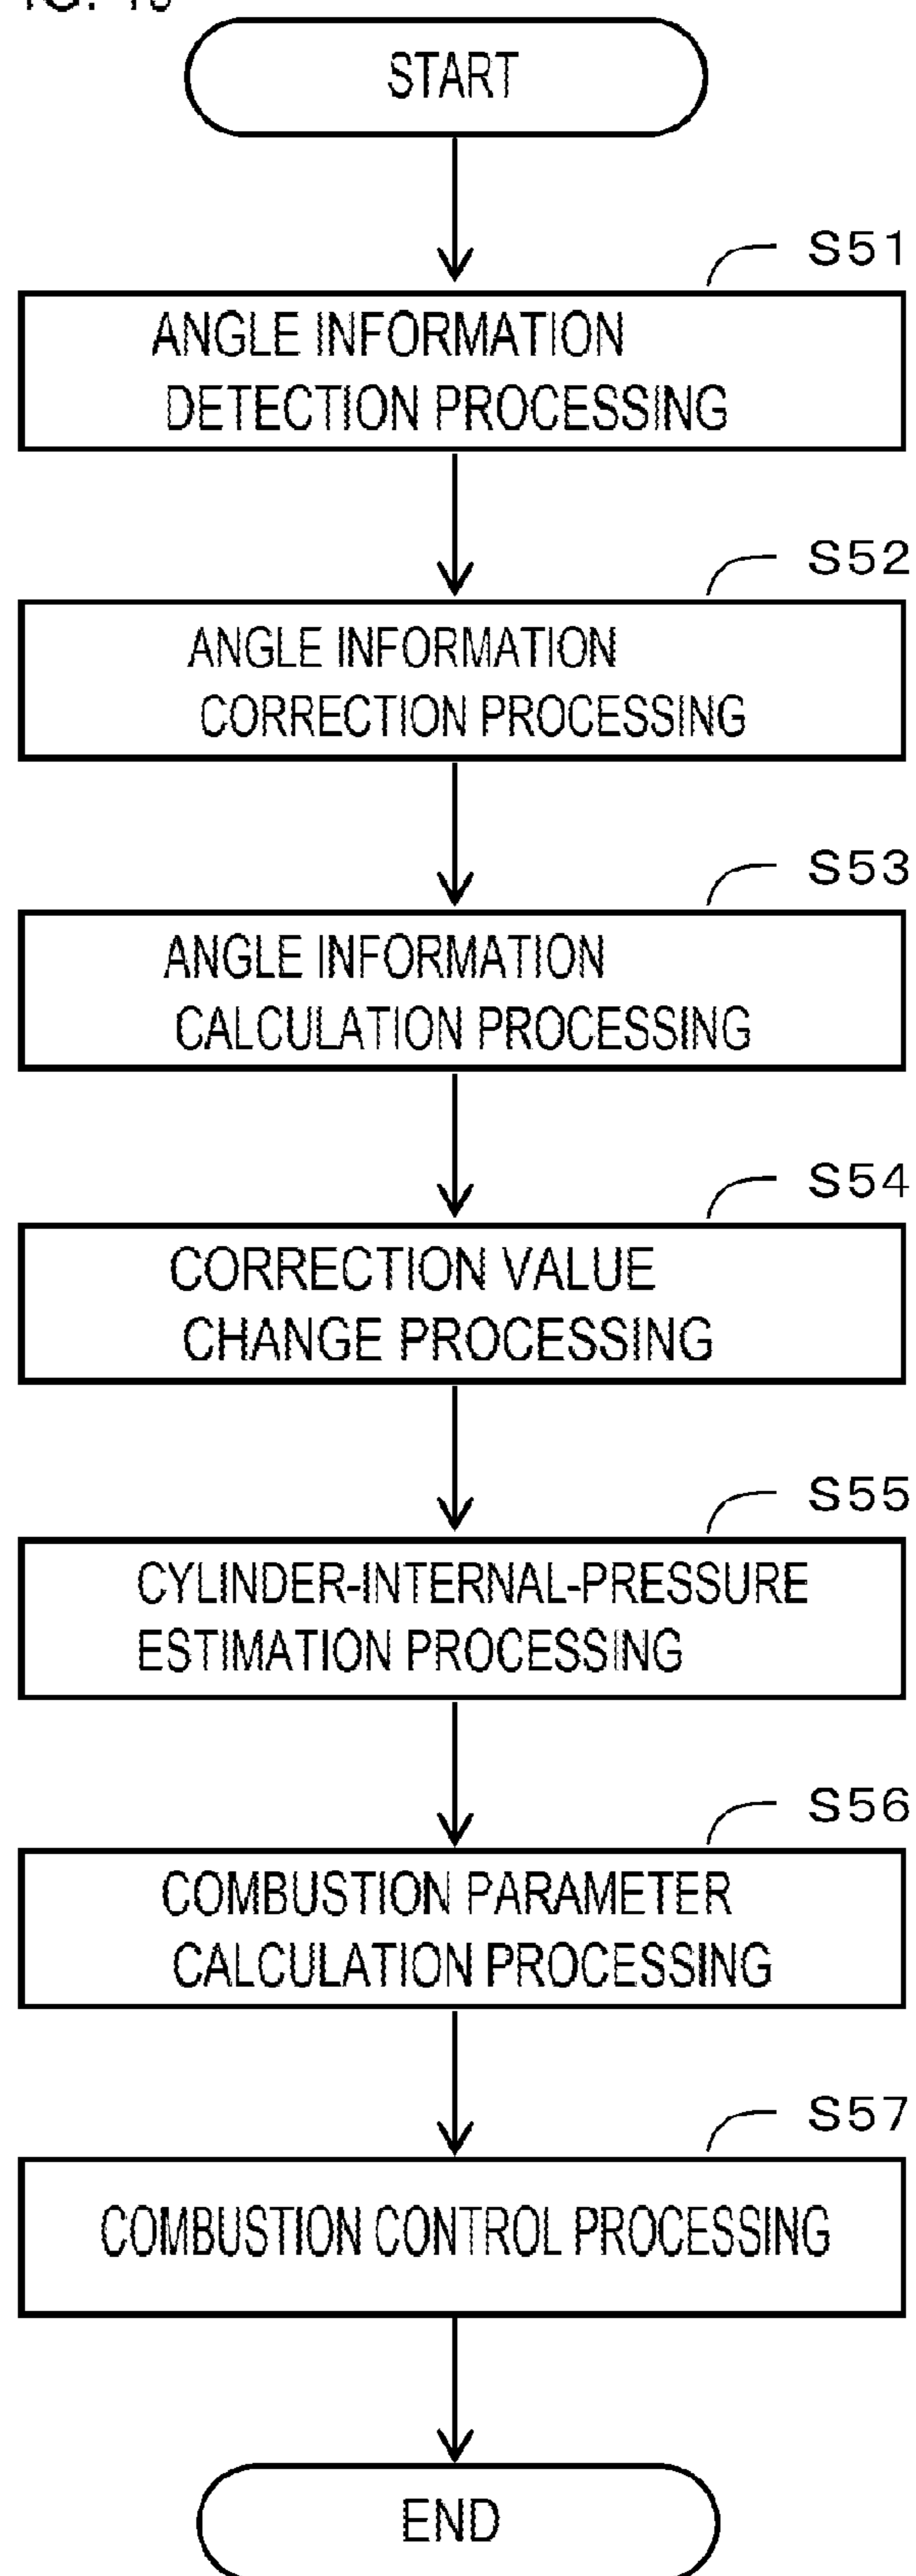 START
S51
ANGLE INFORMATION
DETECTION PROCESSING
S52
ANGLE INFORMATION
CORRECTION PROCESSING
S53
ANGLE INFORMATION
CALCULATION PROCESSING
S54
CORRECTION VALUE
CHANGE PROCESSING
S55
CYLINDER-INTERNAL-PRESSURE
ESTIMATION PROCESSING
S56
COMBUSTION PARAMETER
CALCULATION PROCESSING
S57
COMBUSTION CONTROL PROCESSING
END